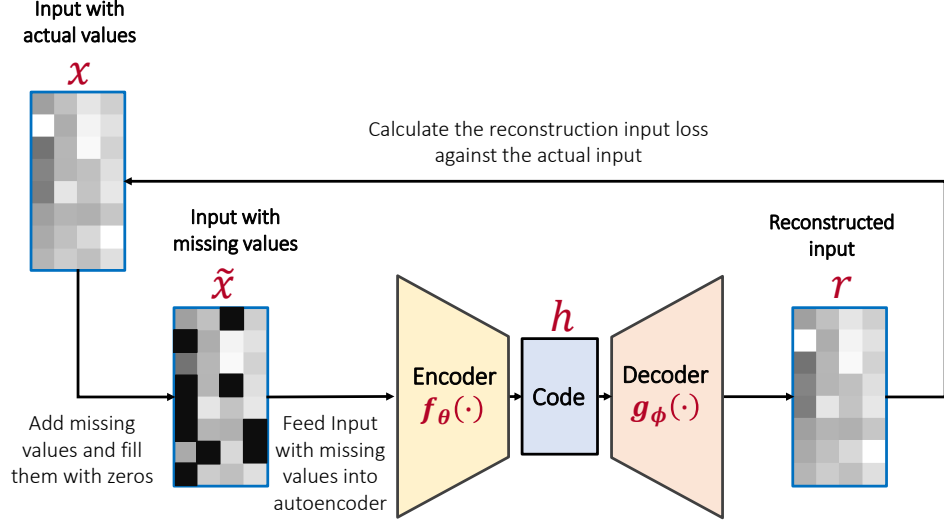 Input with
actual values
x
Calculate the reconstruction input loss
against the actual input
Input with
missing values
x̃
Reconstructed
input
r
h
Encoder
f_θ(·)
Code
Decoder
g_ϕ(·)
Add missing
values and fill
them with zeros
Feed Input
with missing
values into
autoencoder